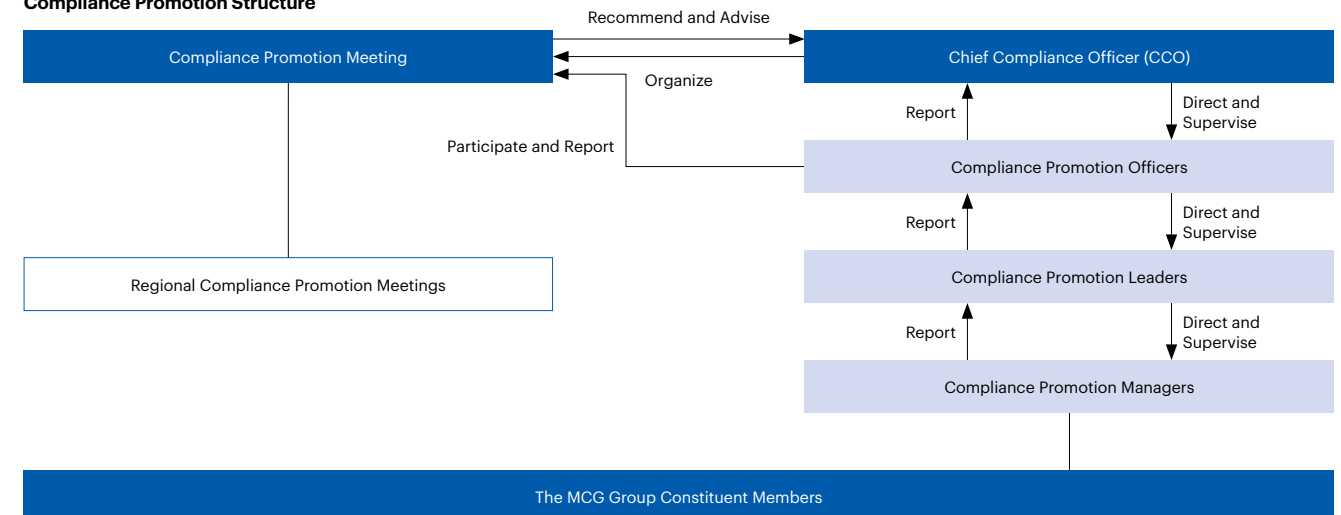 Compliance Promotion Structure
Recommend and Advise
Compliance Promotion Meeting
Chief Compliance Officer (CCO)
Organize
Report
Direct and
Supervise
Participate and Report
Compliance Promotion Officers
Report
Direct and
Supervise
Regional Compliance Promotion Meetings
Compliance Promotion Leaders
Report
Direct and
Supervise
Compliance Promotion Managers
The MCG Group Constituent Members